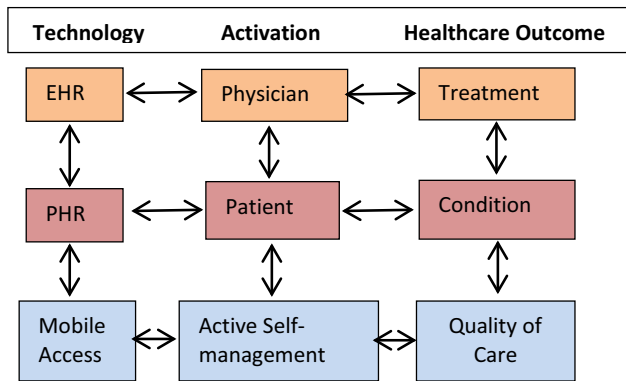 Technology Activation Healthcare Outcome
EHR Physician Treatment
PHR Patient Condition
Mobile Active Self- Quality of
Access management Care